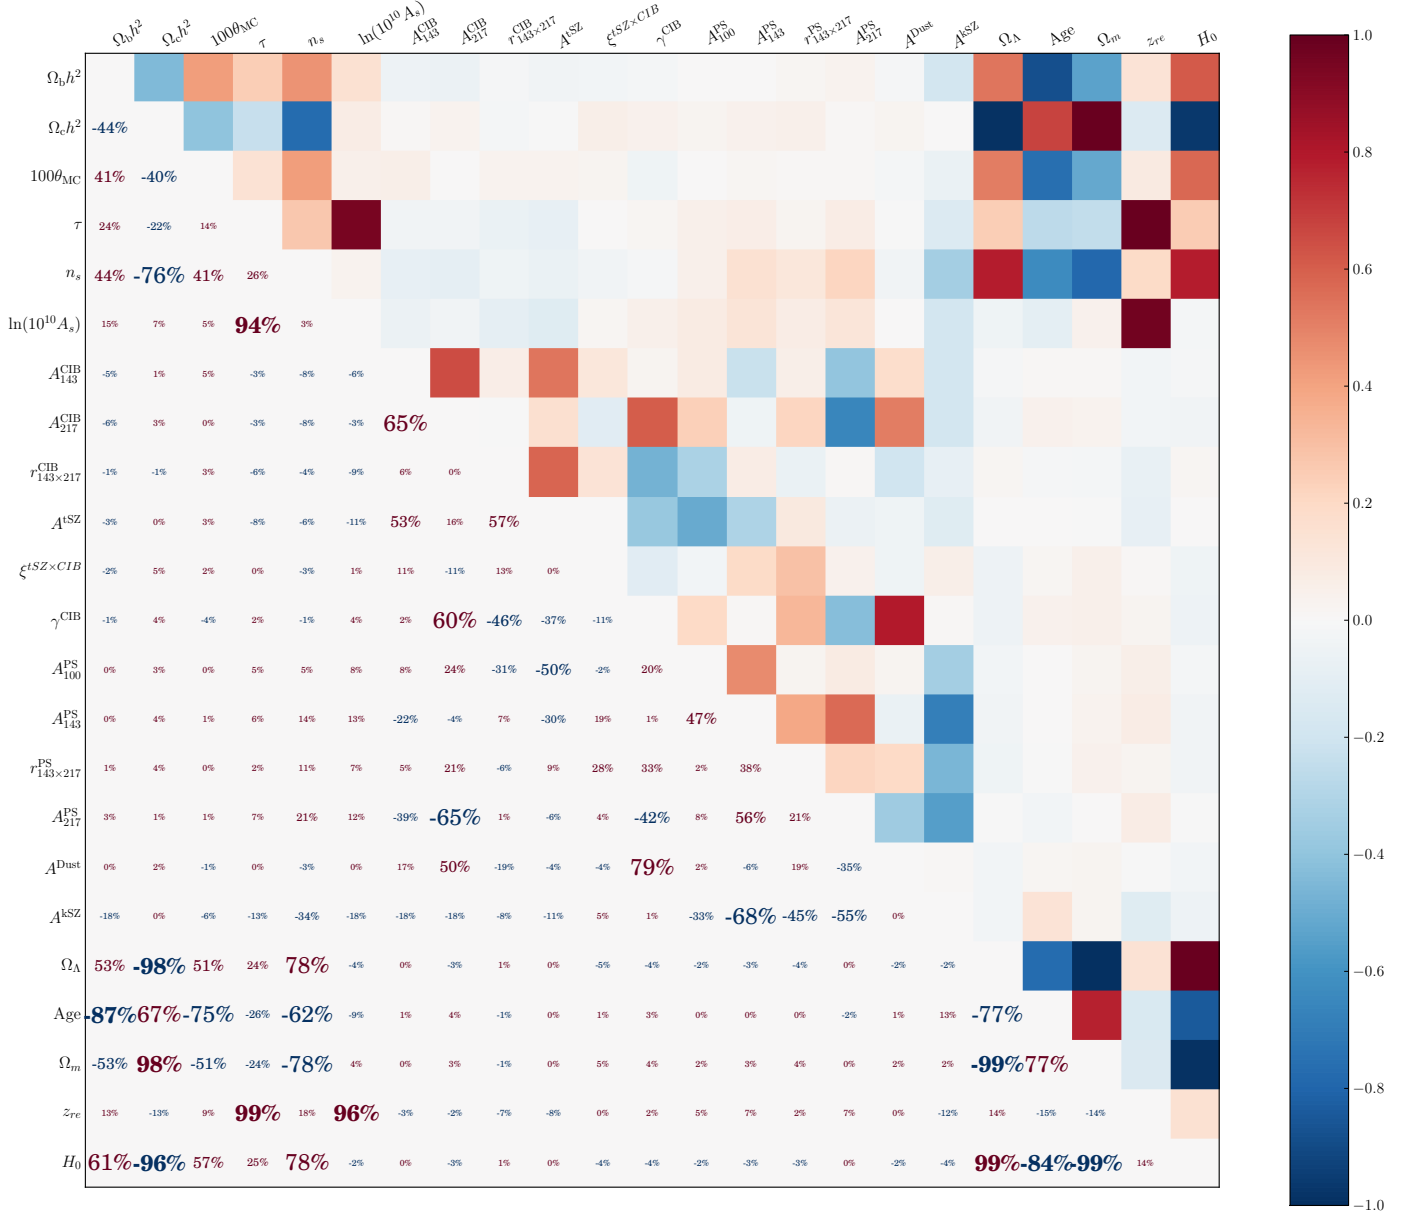 Ω_b h² Ω_c h² 100θ_MC τ n_s ln(10¹⁰ A_s) A^CIB_143 A^CIB_217 r^CIB_143×217 A^tSZ ξ^tSZ×CIB γ^CIB A^PS_100 A^PS_143 r^PS_143×217 A^PS_217 A^Dust A^kSZ Ω_Λ Age Ω_m z_re H_0
Ω_b h²
Ω_c h² -44%
100θ_MC 41% -40%
τ 24% -22% 14%
n_s 44% -76% 41% 26%
ln(10¹⁰ A_s) 15% 7% 5% 94% 3%
A^CIB_143 -5% 1% 5% -3% -8% -6%
A^CIB_217 -6% 3% 0% -3% -8% -3% 65%
r^CIB_143×217 -1% -1% 3% -6% -4% -9% 6% 0%
A^tSZ -3% 0% 3% -8% -6% -11% 53% 16% 57%
ξ^tSZ×CIB -2% 5% 2% 0% -3% 1% 11% -11% 13% 0%
γ^CIB -1% 4% -4% 2% -1% 4% 2% 60% -46% -37% -11%
A^PS_100 0% 3% 0% 5% 5% 8% 8% 24% -31% -50% -2% 20%
A^PS_143 0% 4% 1% 6% 14% 13% -22% -4% 7% -30% 19% 1% 47%
r^PS_143×217 1% 4% 0% 2% 11% 7% 5% 21% -6% 9% 28% 33% 2% 38%
A^PS_217 3% 1% 1% 7% 21% 12% -39% -65% 1% -6% 4% -42% 8% 56% 21%
A^Dust 0% 2% -1% 0% -3% 0% 17% 50% -19% -4% -4% 79% 2% -6% 19% -35%
A^kSZ -18% 0% -6% -13% -34% -18% -18% -18% -8% -11% 5% 1% -33% -68% -45% -55% 0%
Ω_Λ 53% -98% 51% 24% 78% -4% 0% -3% 1% 0% -5% -4% -2% -3% -4% 0% -2% -2%
Age -87% 67% -75% -26% -62% -9% 1% 4% -1% 0% 1% 3% 0% 0% 0% -2% 1% 13% -77%
Ω_m -53% 98% -51% -24% -78% 4% 0% 3% -1% 0% 5% 4% 2% 3% 4% 0% 2% 2% -99% 77%
z_re 13% -13% 9% 99% 18% 96% -3% -2% -7% -8% 0% 2% 5% 7% 2% 7% 0% -12% 14% -15% -14%
H_0 61% -96% 57% 25% 78% -2% 0% -3% 1% 0% -4% -4% -2% -3% -3% 0% -2% -4% 99% -84% -99% 14%
1.0
0.8
0.6
0.4
0.2
0.0
−0.2
−0.4
−0.6
−0.8
−1.0